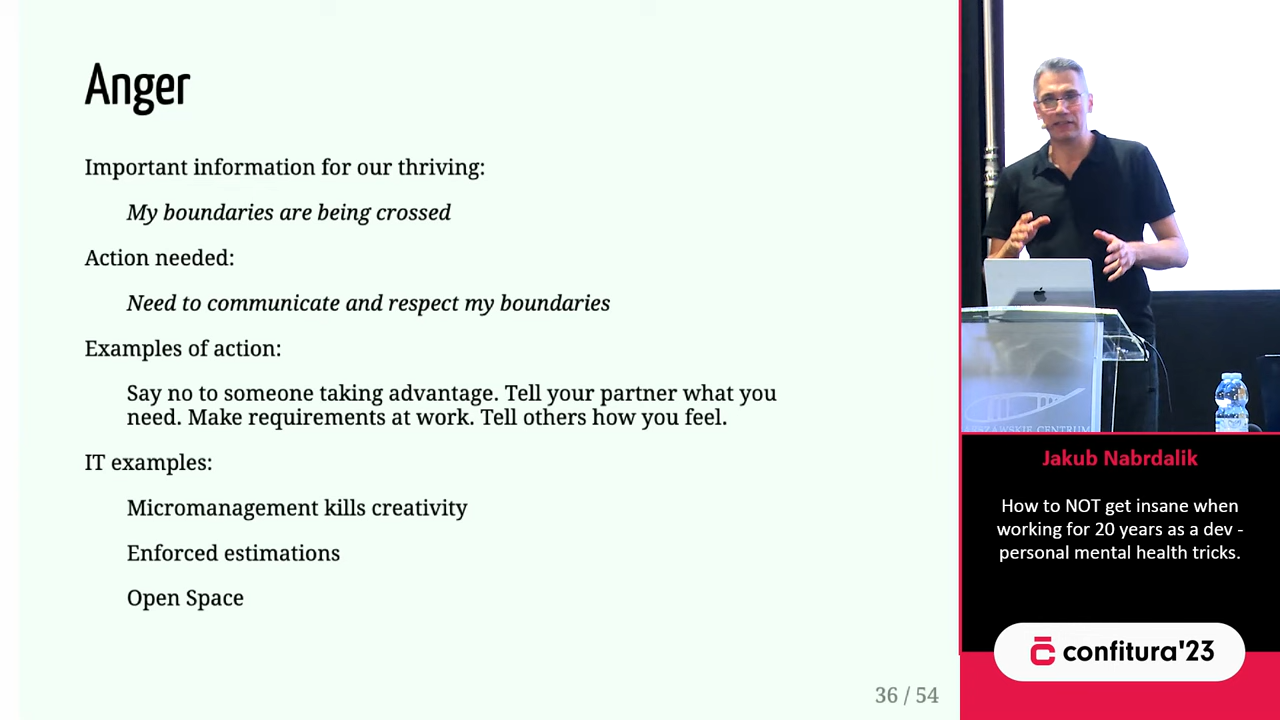 Anger
Important information for our thriving:
My boundaries are being crossed
Action needed:
Need to communicate and respect my boundaries
Examples of action:
Say no to someone taking advantage. Tell your partner what you
need. Make requirements at work. Tell others how you feel.
IT examples:
Micromanagement kills creativity
Enforced estimations
Open Space
36 / 54
ARSZAWSKIE CENTRUM
Jakub Nabrdalik
How to NOT get insane when
working for 20 years as a dev -
personal mental health tricks.
confitura'23